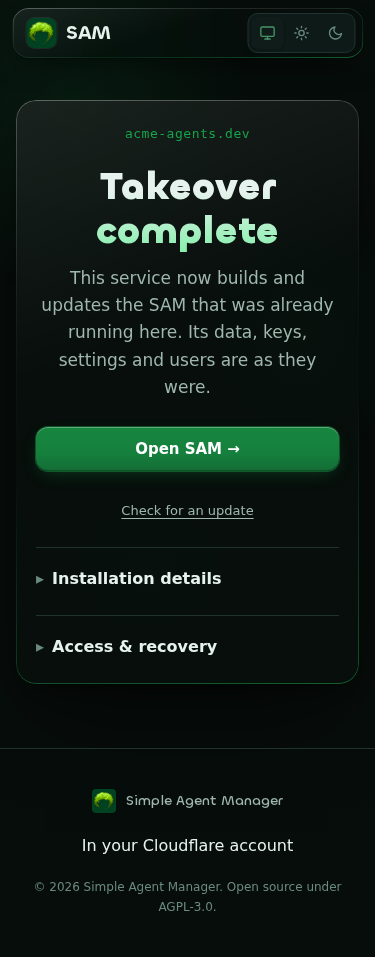 SAM
acme-agents.dev
Takeover
complete
This service now builds and
updates the SAM that was already
running here. Its data, keys,
settings and users are as they
were.
Open SAM →
Check for an update
▸ Installation details
▸ Access & recovery
Simple Agent Manager
In your Cloudflare account
© 2026 Simple Agent Manager. Open source under
AGPL-3.0.